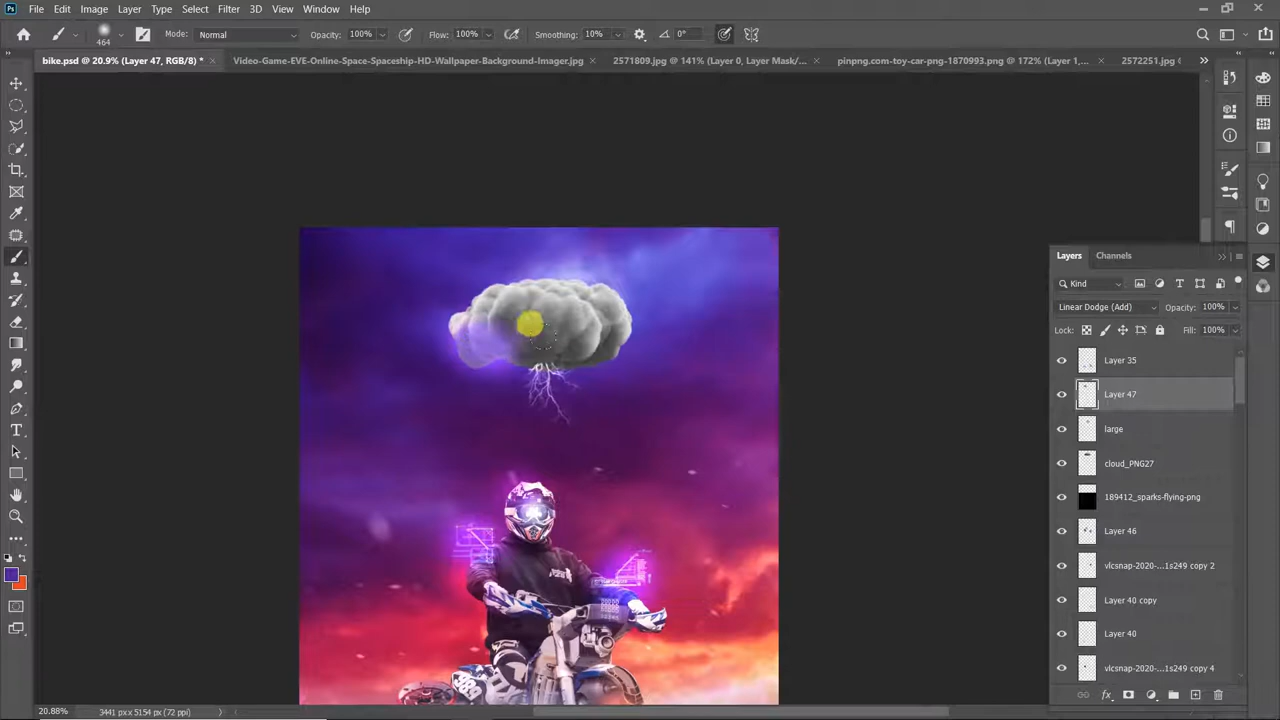 Ps File Edit Image Layer Type Select Filter 3D View Window Help
464 Mode: Normal Opacity: 100% Flow: 100% Smoothing: 10% 0°
bike.psd @ 20.9% (Layer 47, RGB/8) * Video-Game-EVE-Online-Space-Spaceship-HD-Wallpaper-Background-Imager.jpg 2571809.jpg @ 141% (Layer 0, Layer Mask/... pinpng.com-toy-car-png-1870993.png @ 172% (Layer 1,... 2572251.jpg
Layers Channels
Kind
Linear Dodge (Add) Opacity: 100%
Lock: Fill: 100%
Layer 35
Layer 47
large
cloud_PNG27
189412_sparks-flying-png
Layer 46
vlcsnap-2020-...1s249 copy 2
Layer 40 copy
Layer 40
vlcsnap-2020-...1s249 copy 4
20.88% 3441 px x 5154 px (72 ppi)